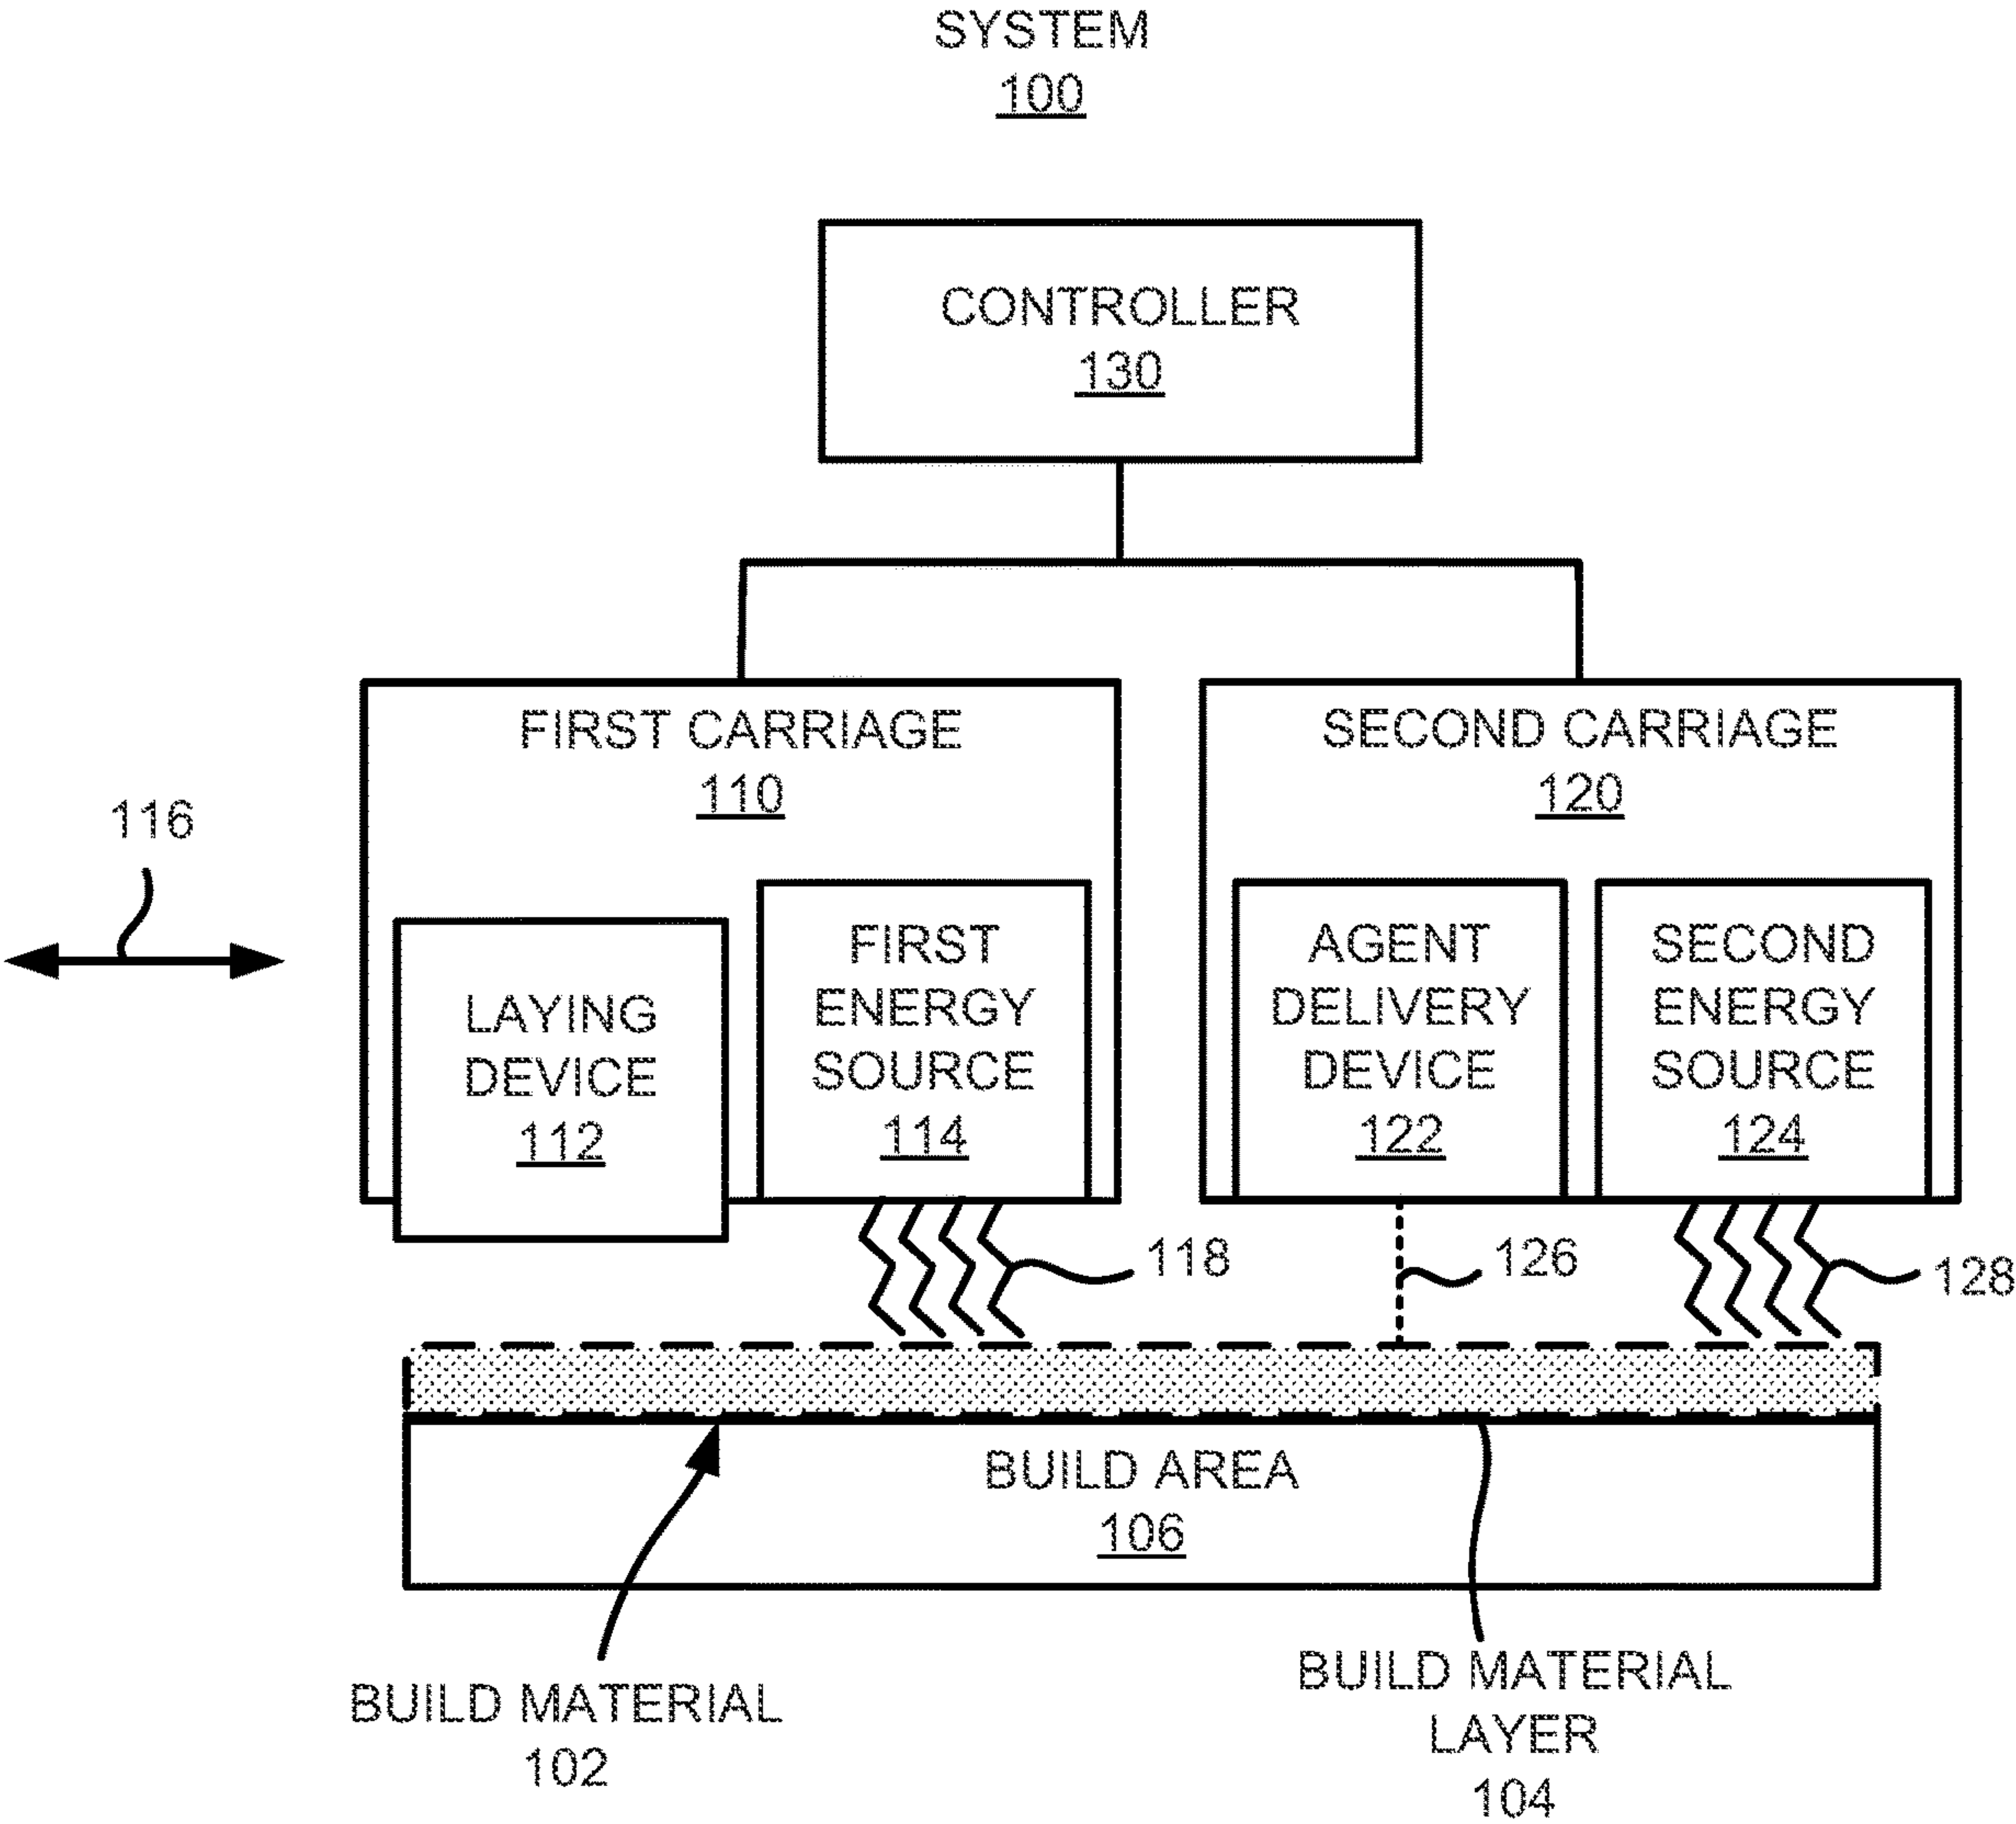 SYSTEM
100
CONTROLLER
130
FIRST CARRIAGE
110
SECOND CARRIAGE
120
116
LAYING
DEVICE
112
FIRST
ENERGY
SOURCE
114
AGENT
DELIVERY
DEVICE
122
SECOND
ENERGY
SOURCE
124
118
126
128
BUILD AREA
106
BUILD MATERIAL
102
BUILD MATERIAL
LAYER
104